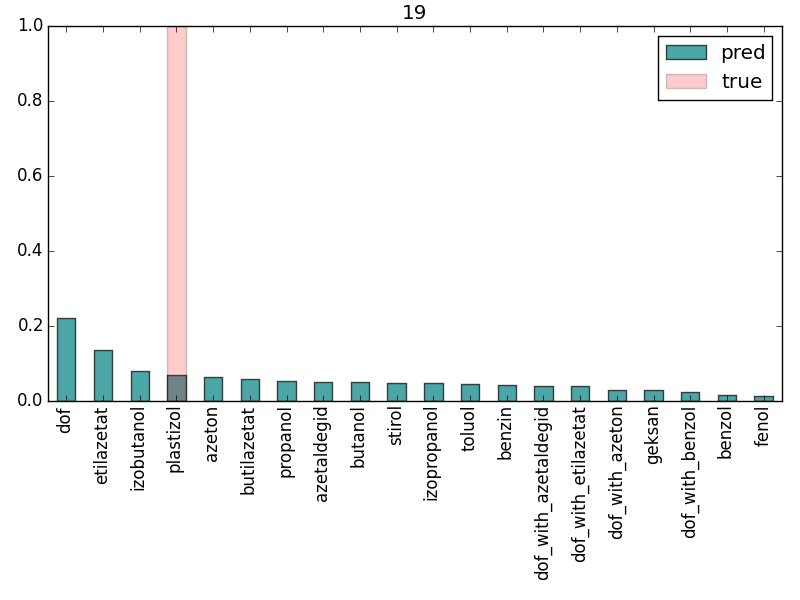 19
1.0
0.8
0.6
0.4
0.2
0.0
pred
true
dof
etilazetat
izobutanol
plastizol
azeton
butilazetat
propanol
azetaldegid
butanol
stirol
izopropanol
toluol
benzin
dof_with_azetaldegid
dof_with_etilazetat
dof_with_azeton
geksan
dof_with_benzol
benzol
fenol